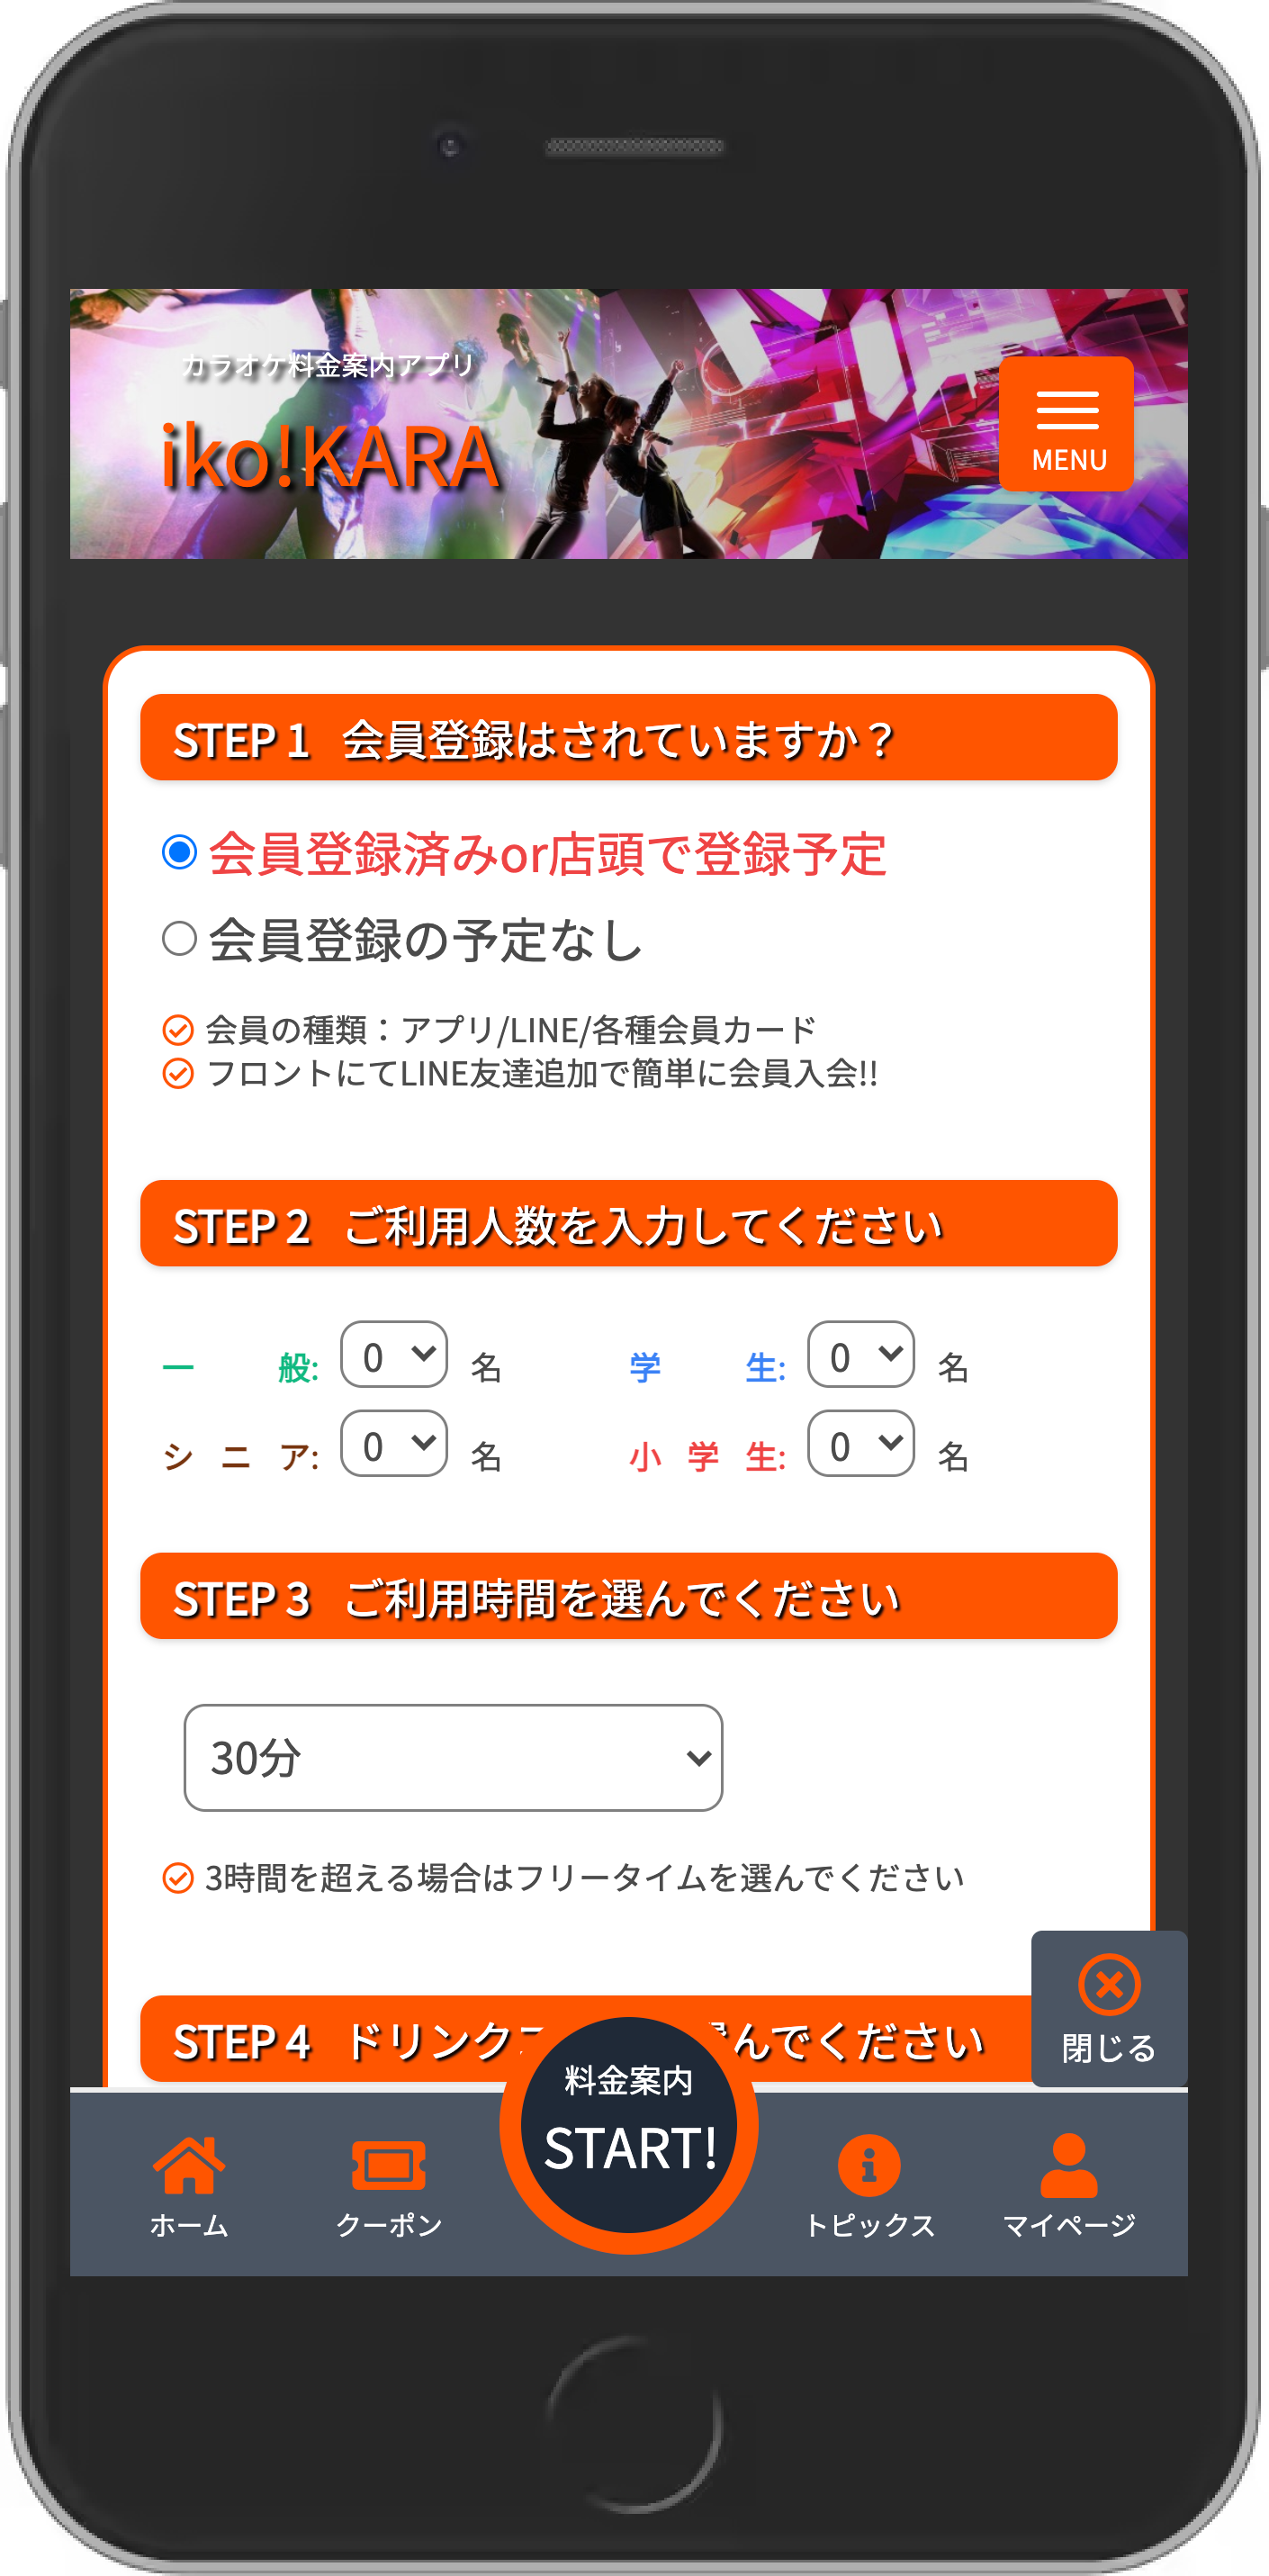 カラオケ料金案内アプリ
iko!KARA
MENU
STEP 1 会員登録はされていますか？
会員登録済みor店頭で登録予定
会員登録の予定なし
会員の種類：アプリ/LINE/各種会員カード
フロントにてLINE友達追加で簡単に会員入会!!
STEP 2 ご利用人数を入力してください
一般: 0 名 学生: 0 名
シニア: 0 名 小学生: 0 名
STEP 3 ご利用時間を選んでください
30分
3時間を超える場合はフリータイムを選んでください
STEP 4 ドリンク んでください
閉じる
料金案内
START!
ホーム クーポン トピックス マイページ